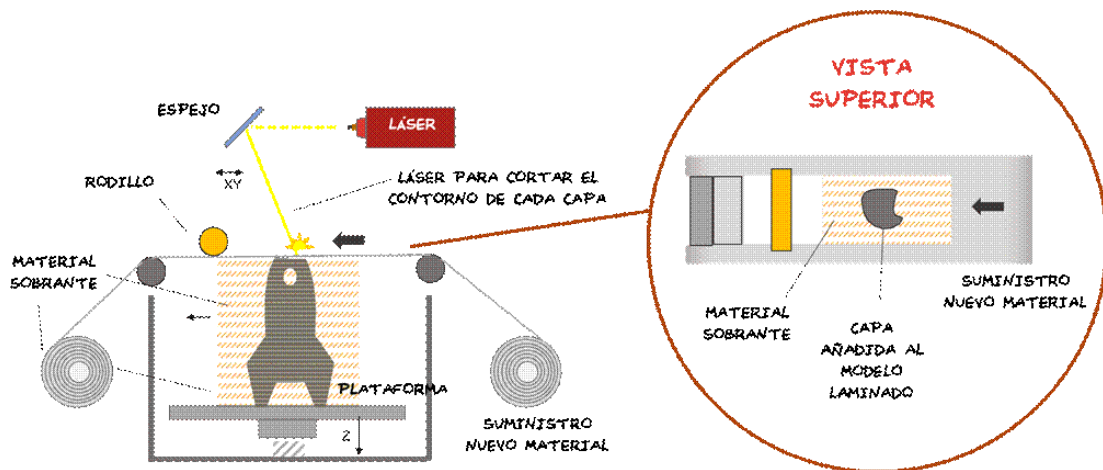 VISTA
SUPERIOR
ESPEJO
LÁSER
XY
RODILLO
LÁSER PARA CORTAR EL
CONTORNO DE CADA CAPA
MATERIAL
SOBRANTE
PLATAFORMA
Z
SUMINISTRO
NUEVO MATERIAL
MATERIAL
SOBRANTE
CAPA
AÑADIDA AL
MODELO
LAMINADO
SUMINISTRO
NUEVO MATERIAL